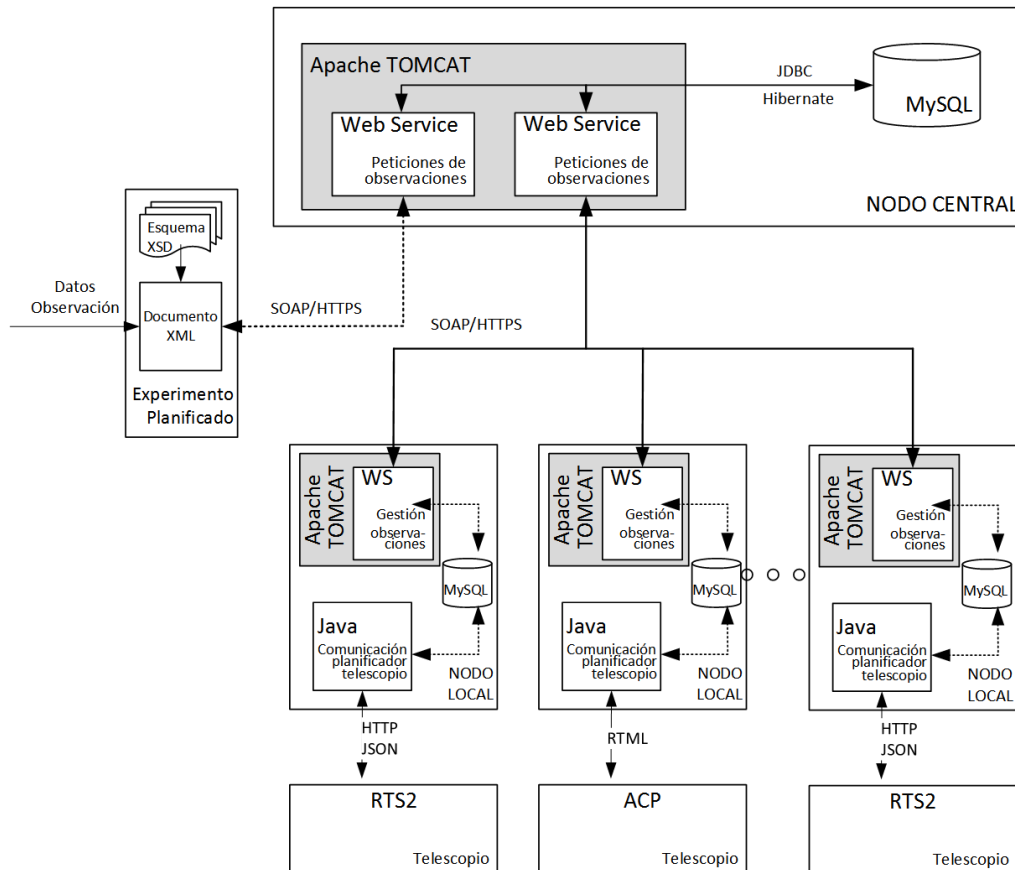 Apache TOMCAT
JDBC
Hibernate
MySQL
Web Service
Peticiones de
observaciones
Web Service
Peticiones de
observaciones
NODO CENTRAL
Esquema
XSD
Datos
Observación
Documento
XML
SOAP/HTTPS
SOAP/HTTPS
Experimento
Planificado
Apache
TOMCAT
WS
Gestión
observa-
ciones
MySQL
Java
Comunicación
planificador
telescopio
NODO
LOCAL
Apache
TOMCAT
WS
Gestión
observa-
ciones
MySQL
Java
Comunicación
planificador
telescopio
NODO
LOCAL
Apache
TOMCAT
WS
Gestión
observa-
ciones
MySQL
Java
Comunicación
planificador
telescopio
NODO
LOCAL
HTTP
JSON
RTML
HTTP
JSON
RTS2
Telescopio
ACP
Telescopio
RTS2
Telescopio